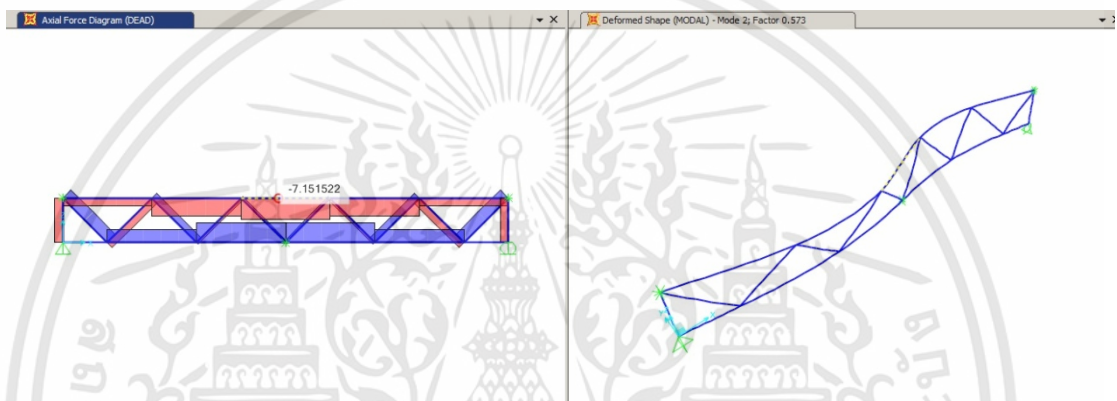 Axial Force Diagram (DEAD)
Deformed Shape (MODAL) - Mode 2; Factor 0.573
-7.151522